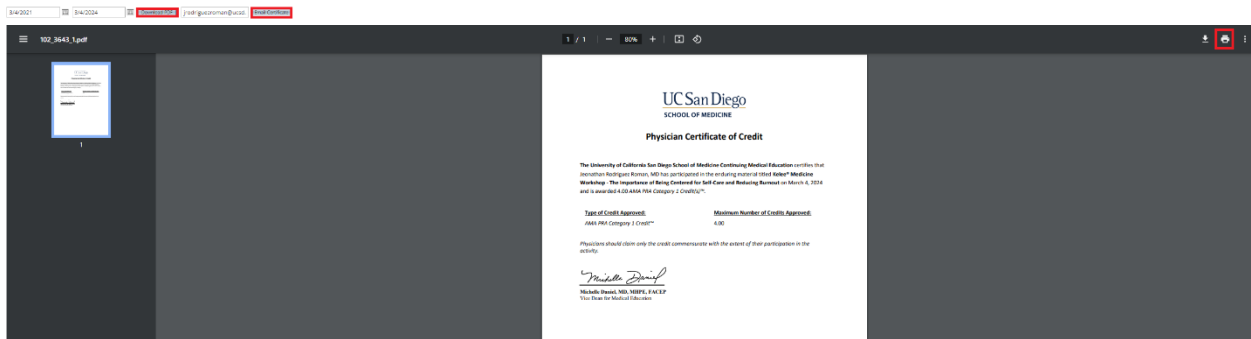 3/4/2021 3/4/2024 Download PDF jrodriguezroman@ucsd. Email Certificate
102_3643_1.pdf 1 / 1 80%
1
UC San Diego
SCHOOL OF MEDICINE
Physician Certificate of Credit
The University of California San Diego School of Medicine Continuing Medical Education certifies that
Jeonathan Rodriguez Roman, MD has participated in the enduring material titled Kelee® Medicine
Workshop - The Importance of Being Centered for Self-Care and Reducing Burnout on March 4, 2024
and is awarded 4.00 AMA PRA Category 1 Credit(s)™.
Type of Credit Approved: Maximum Number of Credits Approved:
AMA PRA Category 1 Credit™ 4.00
Physicians should claim only the credit commensurate with the extent of their participation in the
activity.
Michelle Daniel
Michelle Daniel, MD, MHPE, FACEP
Vice Dean for Medical Education